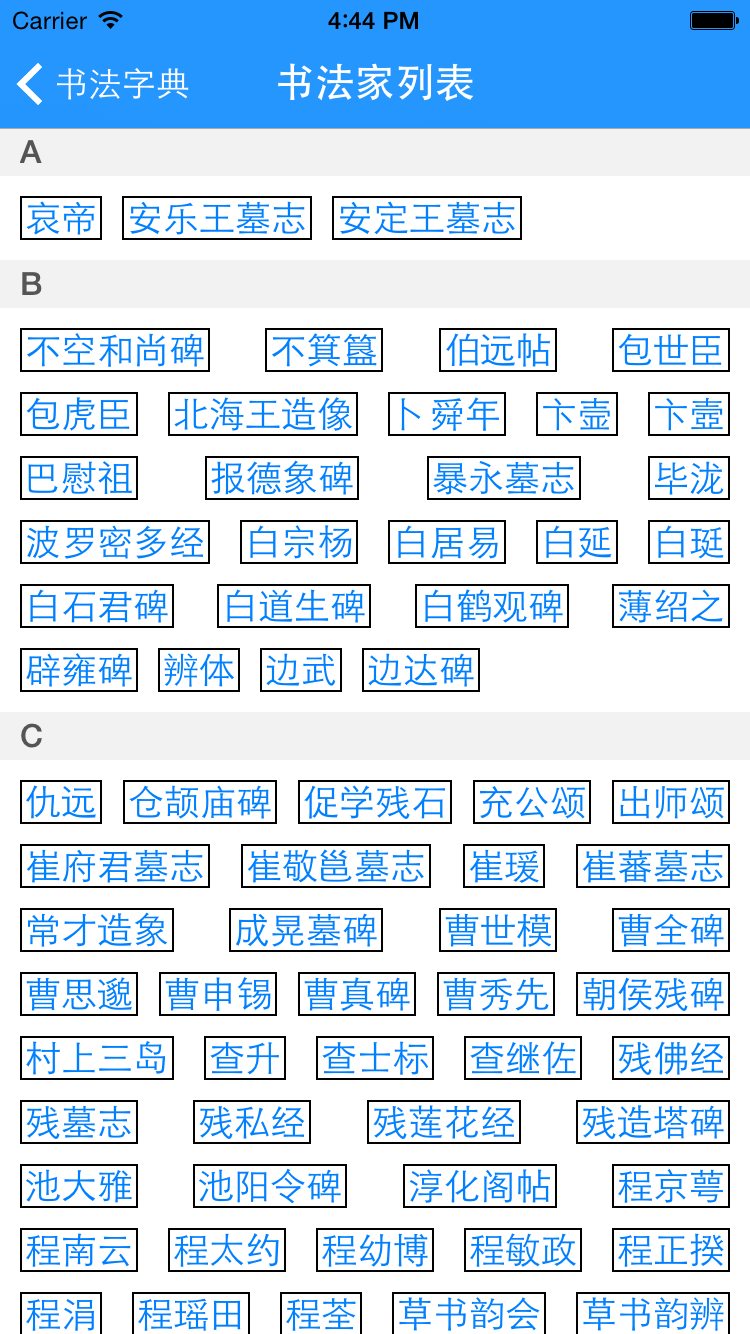 Carrier 4:44 PM
书法字典 书法家列表
A
哀帝 安乐王墓志 安定王墓志
B
不空和尚碑 不箕簋 伯远帖 包世臣
包虎臣 北海王造像 卜舜年 卞壶 卞壼
巴慰祖 报德象碑 暴永墓志 毕泷
波罗密多经 白宗杨 白居易 白延 白珽
白石君碑 白道生碑 白鹤观碑 薄绍之
辟雍碑 辨体 边武 边达碑
C
仇远 仓颉庙碑 促学残石 充公颂 出师颂
崔府君墓志 崔敬邕墓志 崔瑗 崔蕃墓志
常才造象 成晃墓碑 曹世模 曹全碑
曹思邈 曹申锡 曹真碑 曹秀先 朝侯残碑
村上三岛 查升 查士标 查继佐 残佛经
残墓志 残私经 残莲花经 残造塔碑
池大雅 池阳令碑 淳化阁帖 程京萼
程南云 程太约 程幼博 程敏政 程正揆
程涓 程瑶田 程荃 草书韵会 草书韵辨